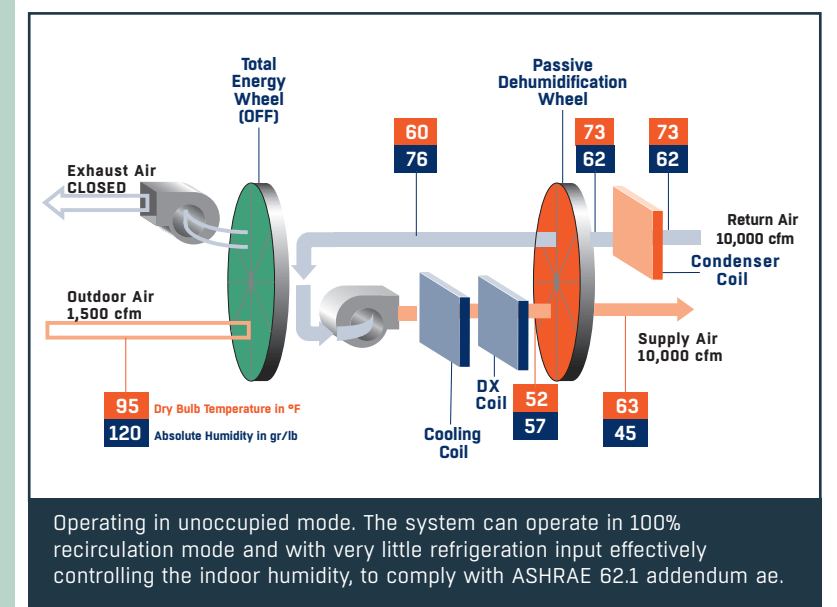 Total
Energy
Wheel
(OFF)
Passive
Dehumidification
Wheel
60
76
73
62
73
62
Exhaust Air
CLOSED
Return Air
10,000 cfm
Condenser
Coil
Outdoor Air
1,500 cfm
Supply Air
10,000 cfm
95 Dry Bulb Temperature in °F
120 Absolute Humidity in gr/lb
Cooling
Coil
DX
Coil
52
57
63
45
Operating in unoccupied mode. The system can operate in 100%
recirculation mode and with very little refrigeration input effectively
controlling the indoor humidity, to comply with ASHRAE 62.1 addendum ae.